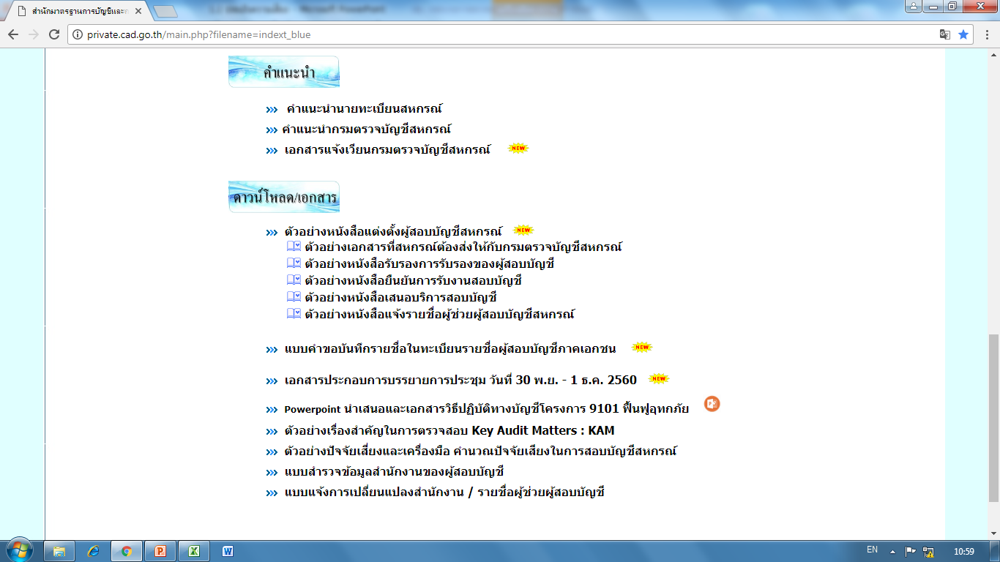 สำนักมาตรฐานการบัญชีและก
private.cad.go.th/main.php?filename=indext_blue
คำแนะนำ
คำแนะนำนายทะเบียนสหกรณ์
คำแนะนำกรมตรวจบัญชีสหกรณ์
เอกสารแจ้งเวียนกรมตรวจบัญชีสหกรณ์ NEW
ดาวน์โหลด/เอกสาร
ตัวอย่างหนังสือแต่งตั้งผู้สอบบัญชีสหกรณ์ NEW
ตัวอย่างเอกสารที่สหกรณ์ต้องส่งให้กับกรมตรวจบัญชีสหกรณ์
ตัวอย่างหนังสือรับรองการรับรองของผู้สอบบัญชี
ตัวอย่างหนังสือยืนยันการรับงานสอบบัญชี
ตัวอย่างหนังสือเสนอบริการสอบบัญชี
ตัวอย่างหนังสือแจ้งรายชื่อผู้ช่วยผู้สอบบัญชีสหกรณ์
แบบคำขอบันทึกรายชื่อในทะเบียนรายชื่อผู้สอบบัญชีภาคเอกชน NEW
เอกสารประกอบการบรรยายการประชุม วันที่ 30 พ.ย. - 1 ธ.ค. 2560 NEW
Powerpoint นำเสนอและเอกสารวิธีปฏิบัติทางบัญชีโครงการ 9101 ฟื้นฟูอุทกภัย
ตัวอย่างเรื่องสำคัญในการตรวจสอบ Key Audit Matters : KAM
ตัวอย่างปัจจัยเสี่ยงและเครื่องมือ คำนวณปัจจัยเสี่ยงในการสอบบัญชีสหกรณ์
แบบสำรวจข้อมูลสำนักงานของผู้สอบบัญชี
แบบแจ้งการเปลี่ยนแปลงสำนักงาน / รายชื่อผู้ช่วยผู้สอบบัญชี
EN 10:59